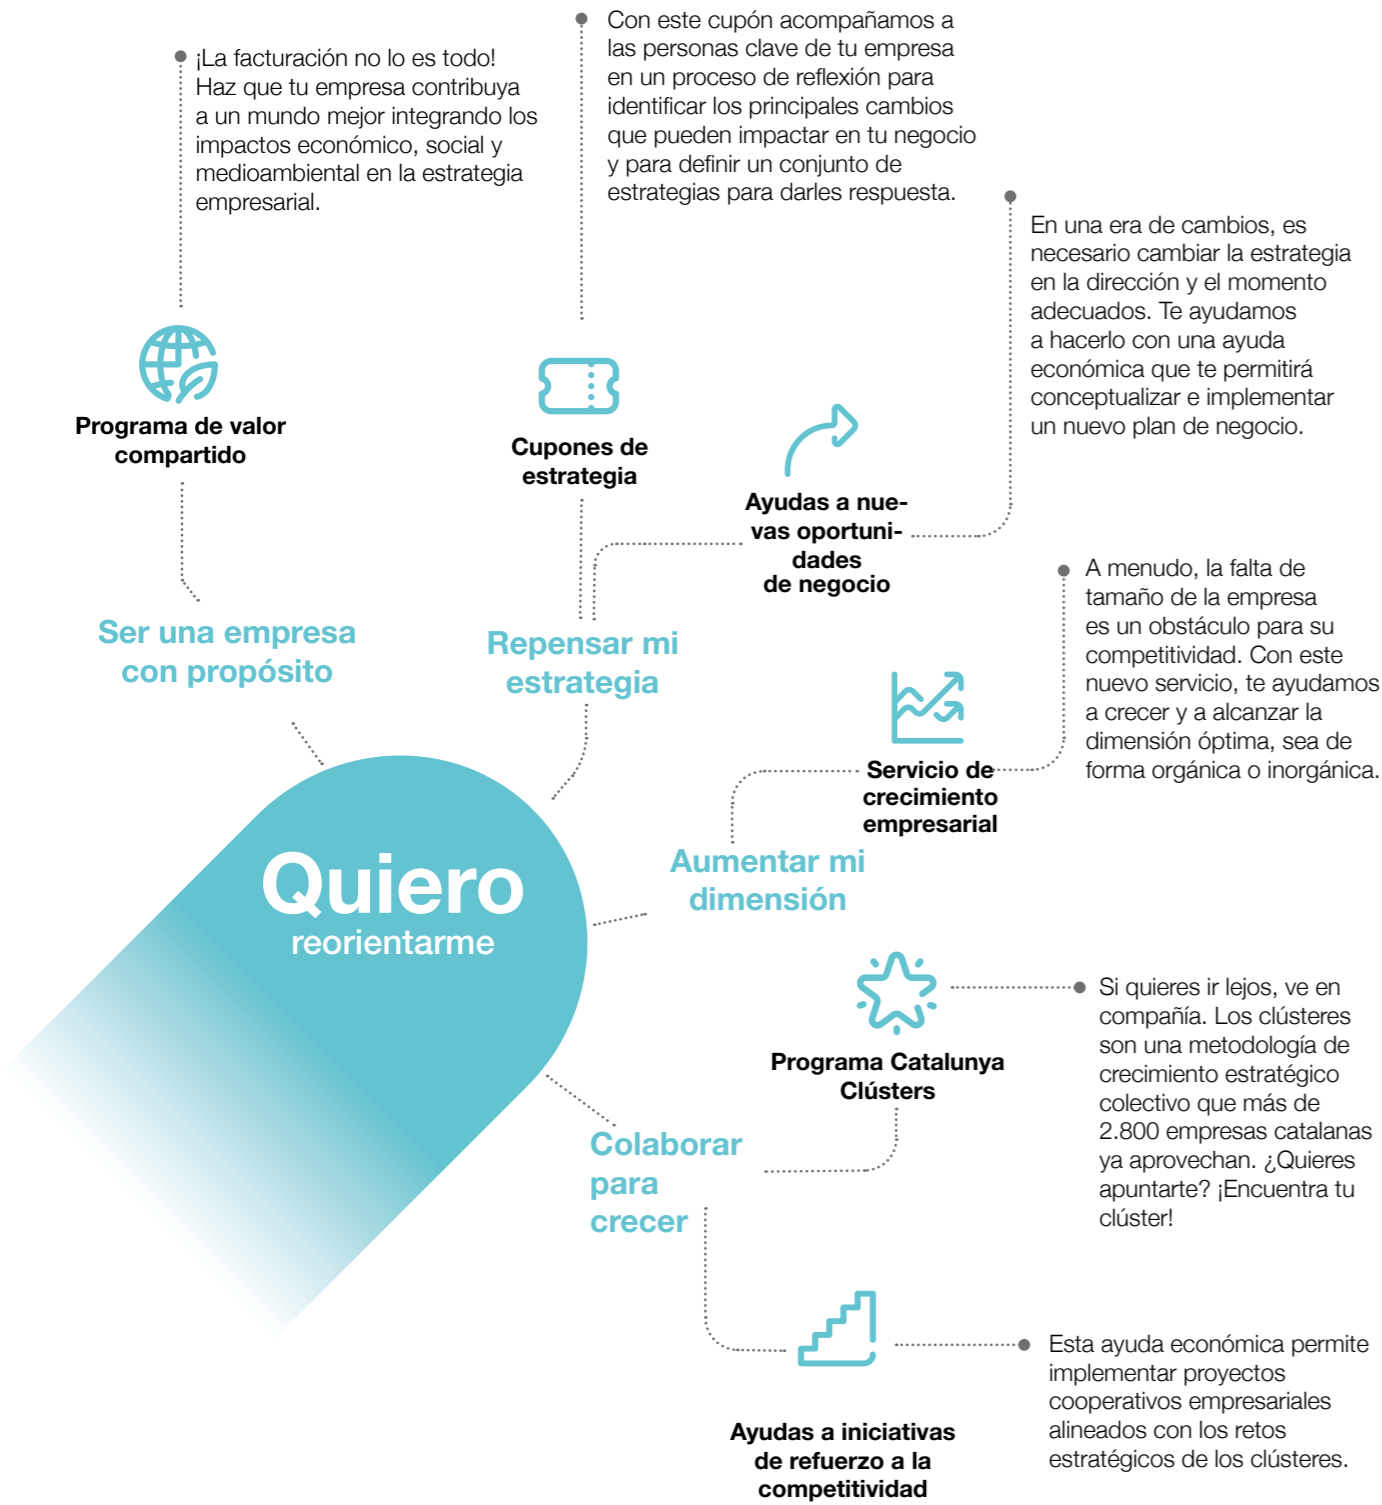 ¡La facturación no lo es todo!
Haz que tu empresa contribuya
a un mundo mejor integrando los
impactos económico, social y
medioambiental en la estrategia
empresarial.
Programa de valor
compartido
Ser una empresa
con propósito
Con este cupón acompañamos a
las personas clave de tu empresa
en un proceso de reflexión para
identificar los principales cambios
que pueden impactar en tu negocio
y para definir un conjunto de
estrategias para darles respuesta.
Cupones de
estrategia
En una era de cambios, es
necesario cambiar la estrategia
en la dirección y el momento
adecuados. Te ayudamos
a hacerlo con una ayuda
económica que te permitirá
conceptualizar e implementar
un nuevo plan de negocio.
Ayudas a nue-
vas oportuni-
dades
de negocio
Repensar mi
estrategia
A menudo, la falta de
tamaño de la empresa
es un obstáculo para su
competitividad. Con este
nuevo servicio, te ayudamos
a crecer y a alcanzar la
dimensión óptima, sea de
forma orgánica o inorgánica.
Servicio de
crecimiento
empresarial
Aumentar mi
dimensión
Quiero
reorientarme
Programa Catalunya
Clústers
Si quieres ir lejos, ve en
compañía. Los clústeres
son una metodología de
crecimiento estratégico
colectivo que más de
2.800 empresas catalanas
ya aprovechan. ¿Quieres
apuntarte? ¡Encuentra tu
clúster!
Colaborar
para
crecer
Ayudas a iniciativas
de refuerzo a la
competitividad
Esta ayuda económica permite
implementar proyectos
cooperativos empresariales
alineados con los retos
estratégicos de los clústeres.